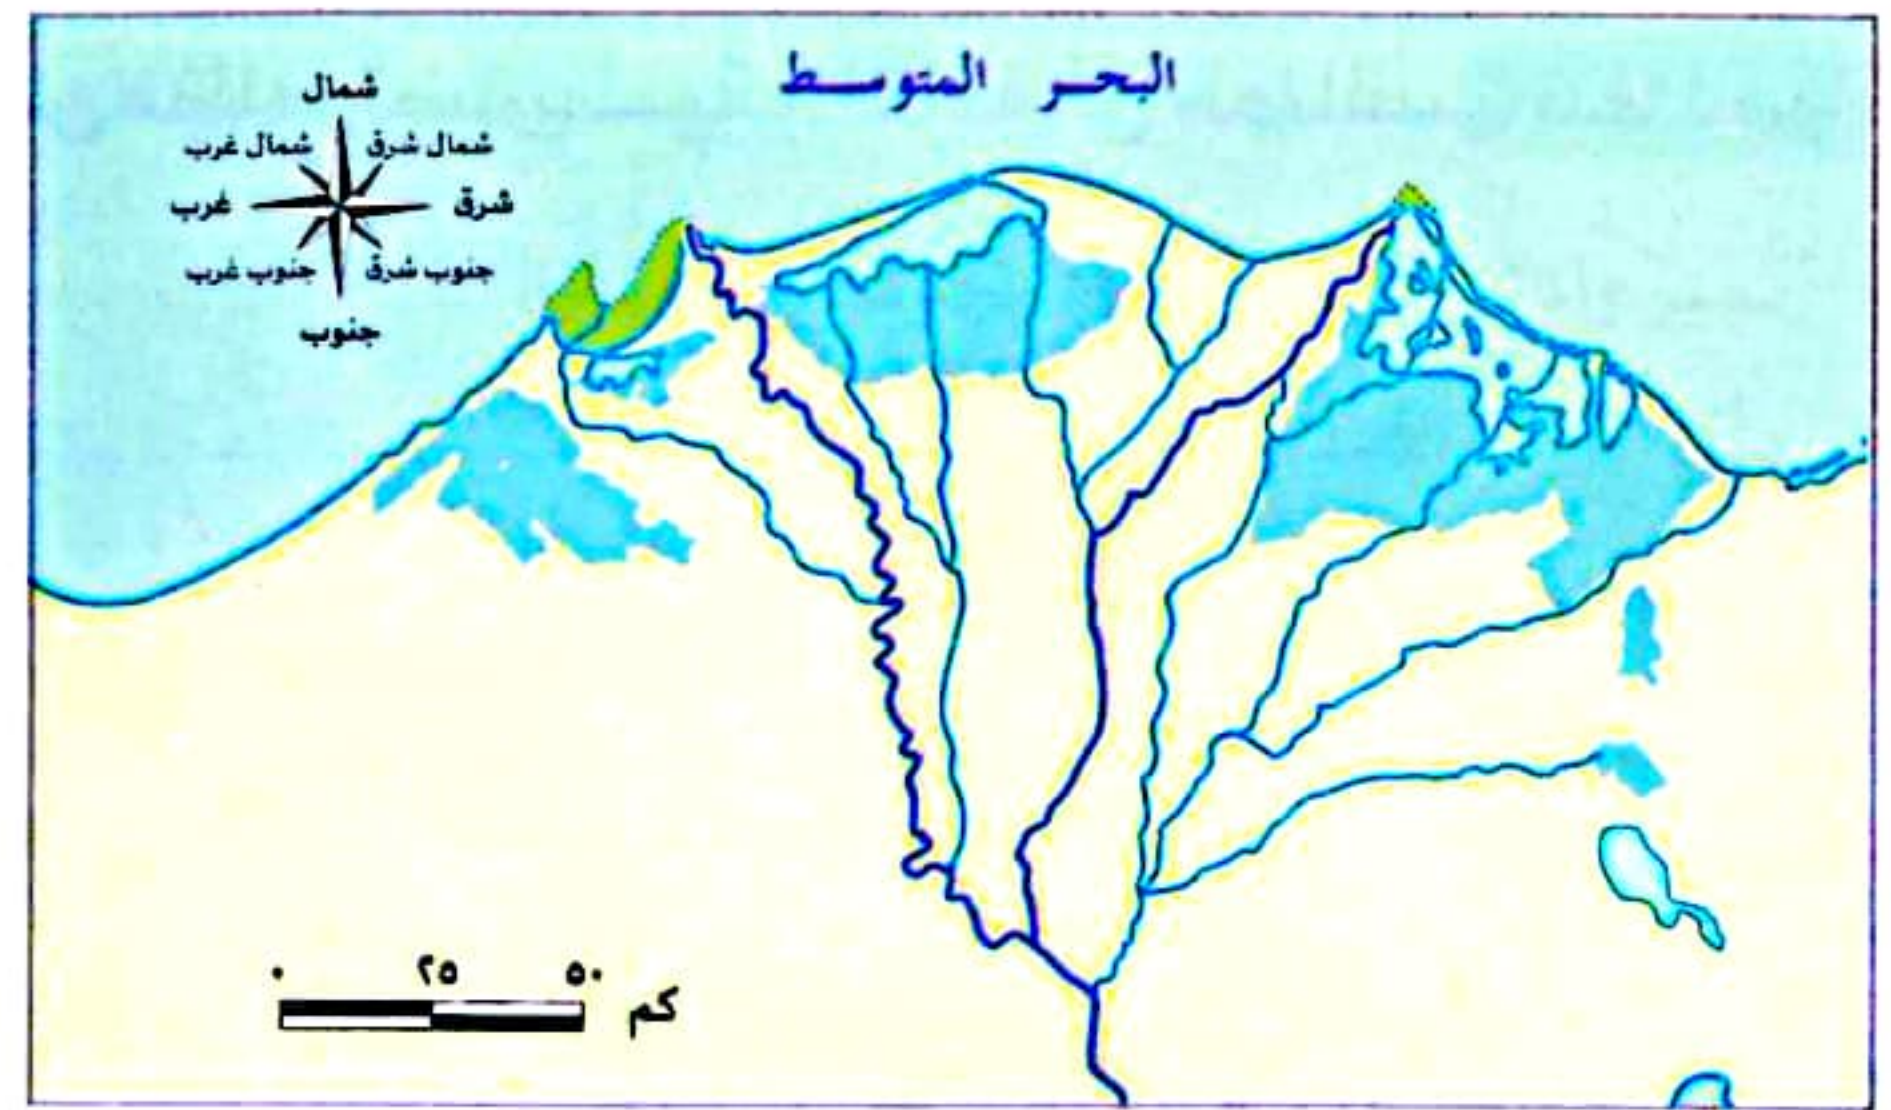 البحر المتوسط
شمال
شمال شرق
شمال غرب
شرق
غرب
جنوب شرق
جنوب غرب
جنوب
٠ ٢٥ ٥٠
كم